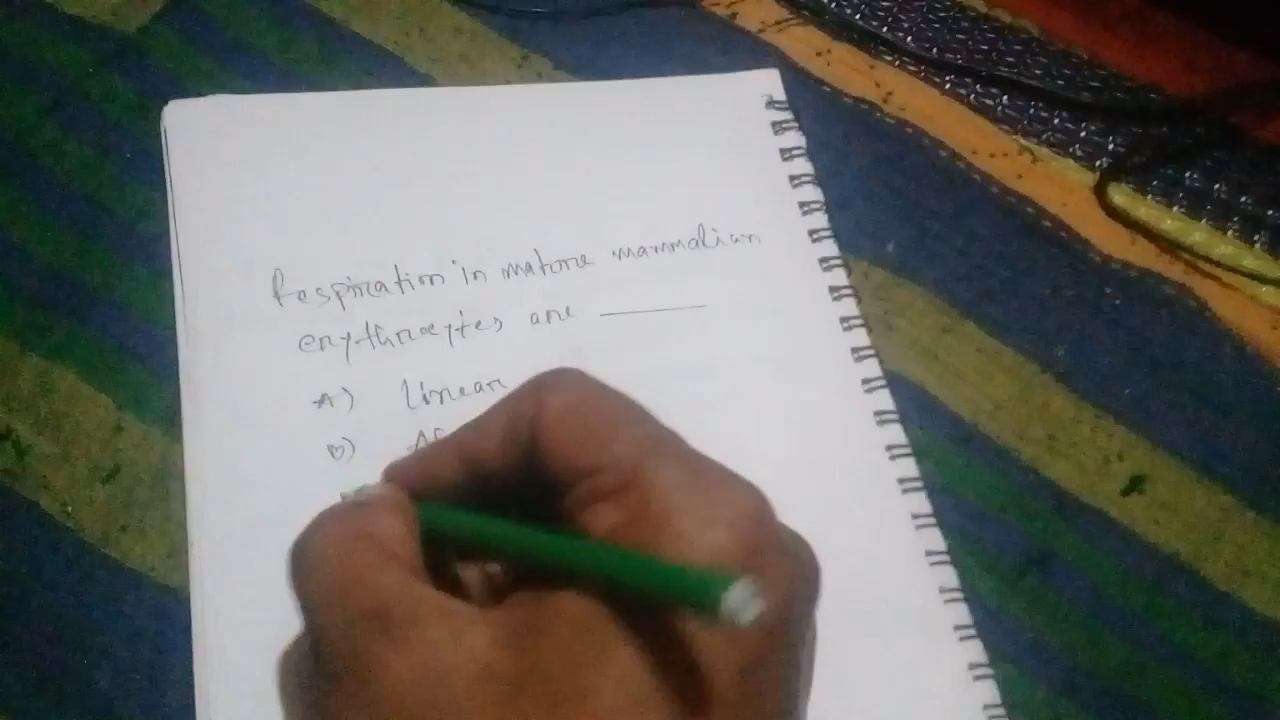 Respiration in mature mammalian
erythrocytes are ______
A) Linear
B)